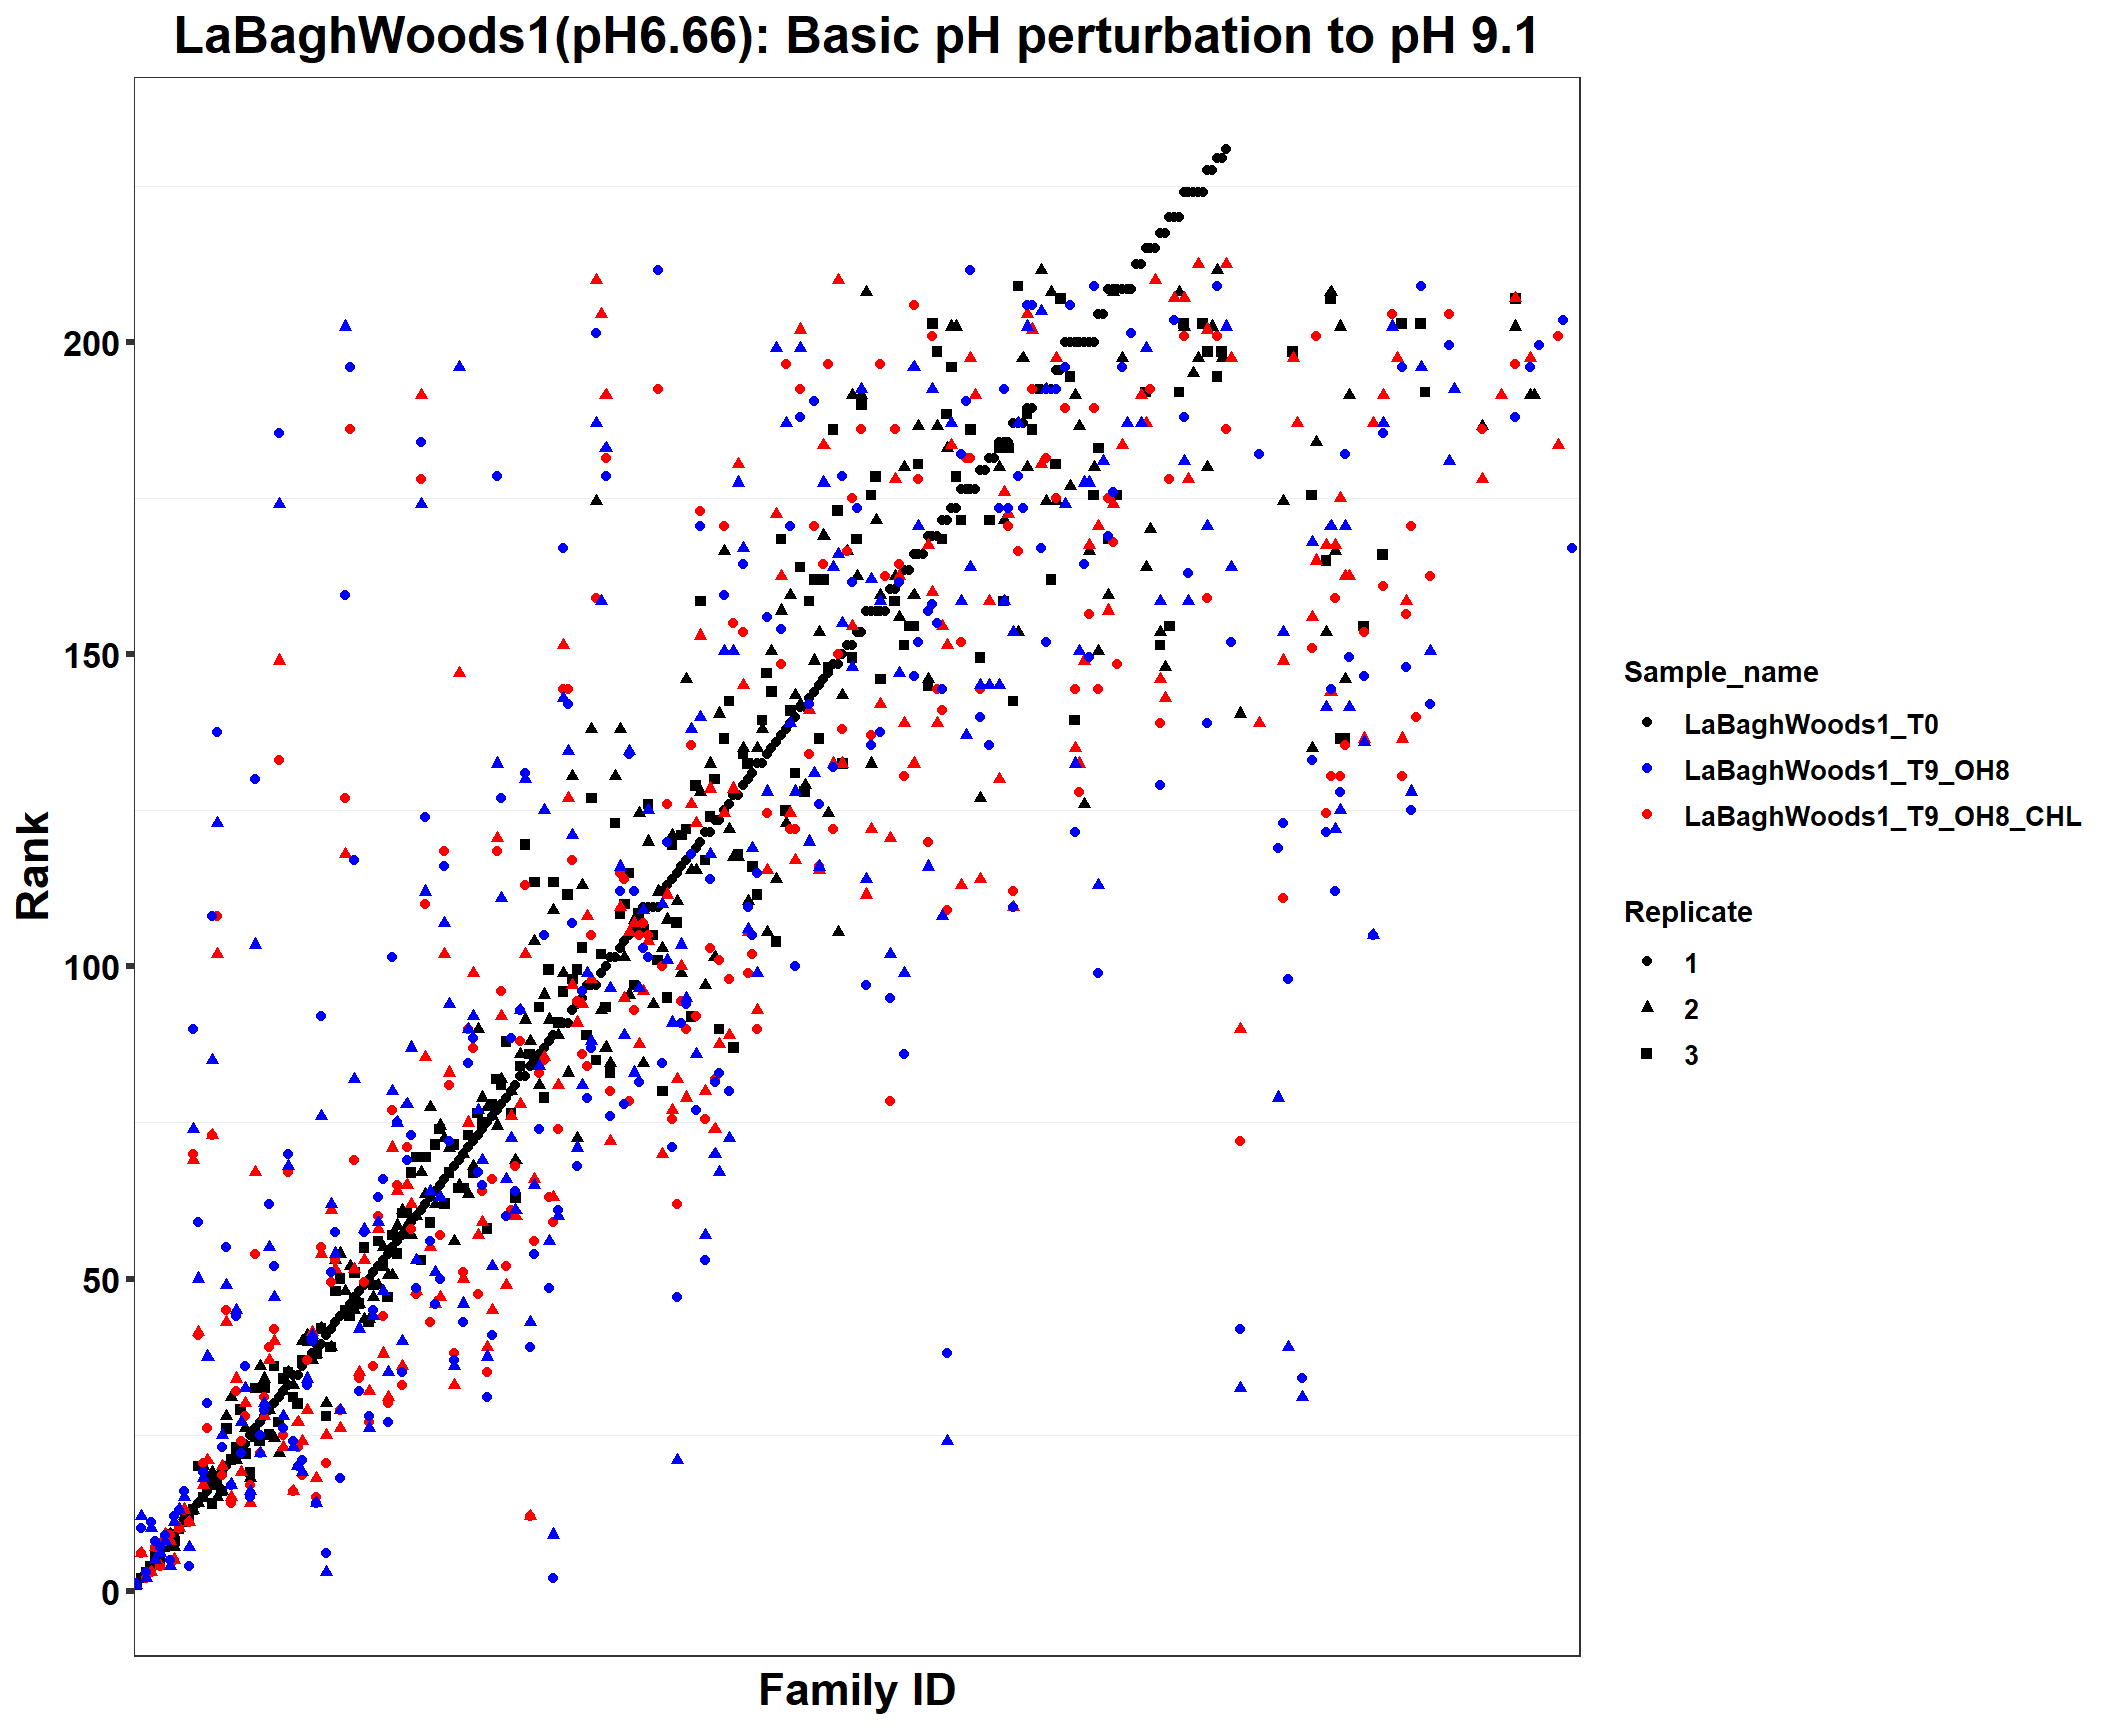 LaBaghWoods1(pH6.66): Basic pH perturbation to pH 9.1
Rank
200
150
100
50
0
Family ID
Sample_name
LaBaghWoods1_T0
LaBaghWoods1_T9_OH8
LaBaghWoods1_T9_OH8_CHL
Replicate
1
2
3